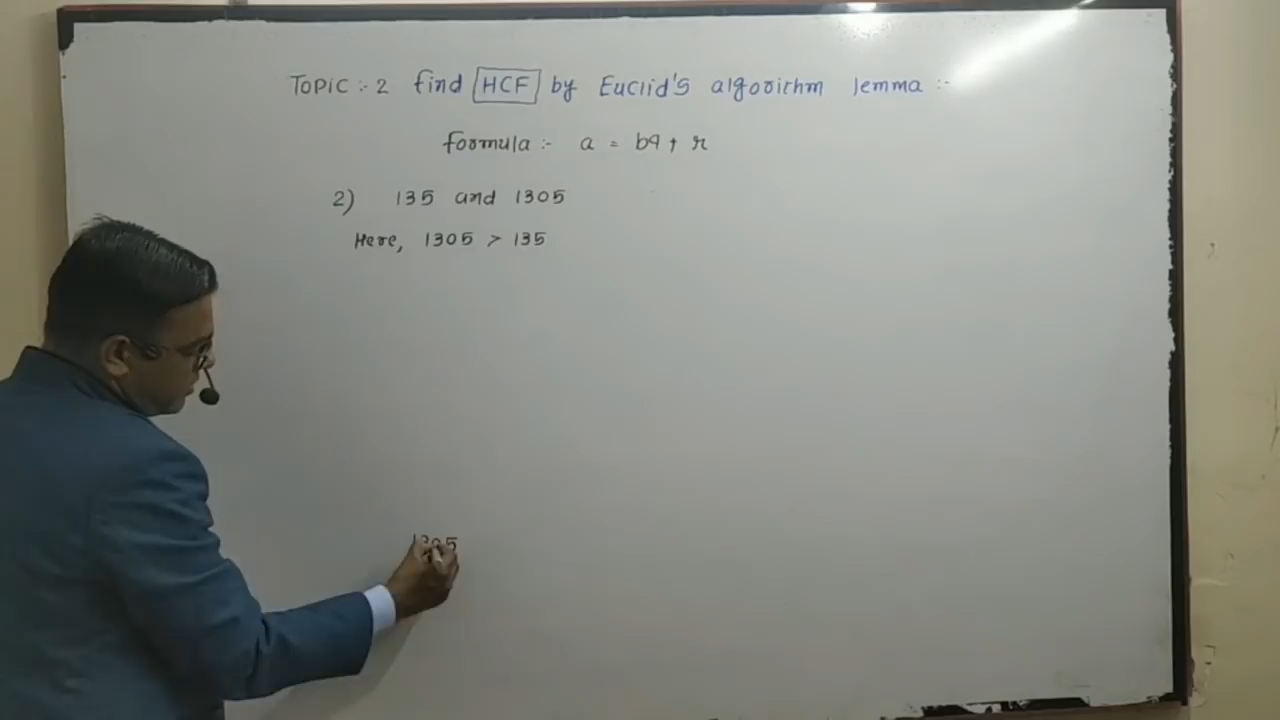 TOPIC :- 2 find HCF by Euclid's algorithm lemma :-
formula :- a = bq + r
2) 135 and 1305
Here, 1305 > 135
1305